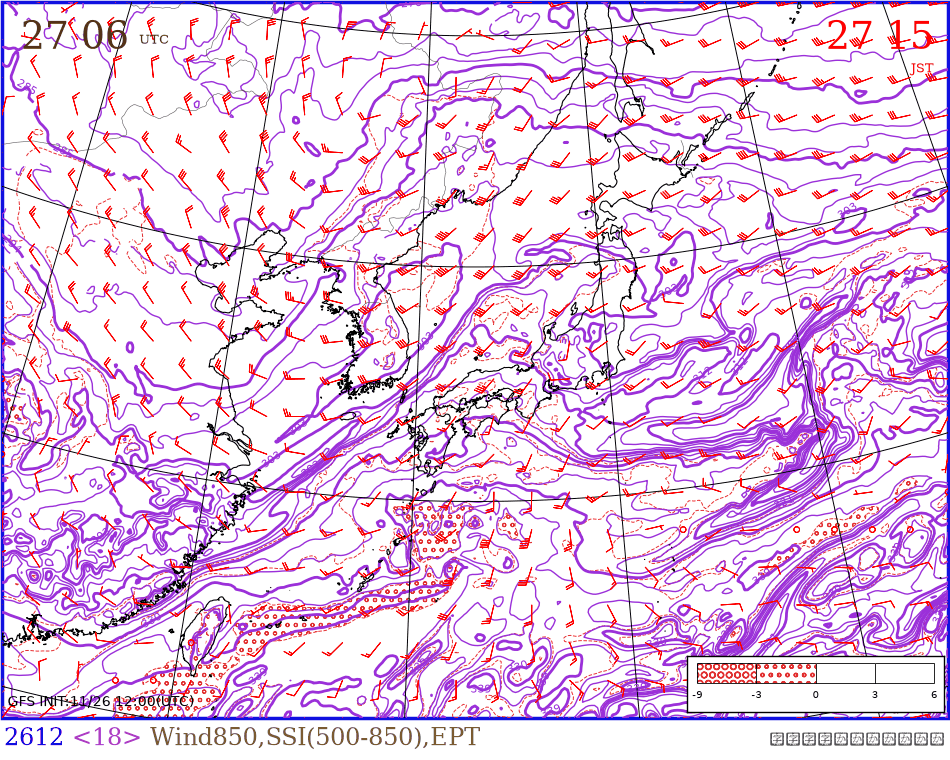 27 06 UTC
27 15 JST
GFS INIT:11/26 12:00(UTC)
-9 -3 0 3 6
2612 <18> Wind850,SSI(500-850),EPT